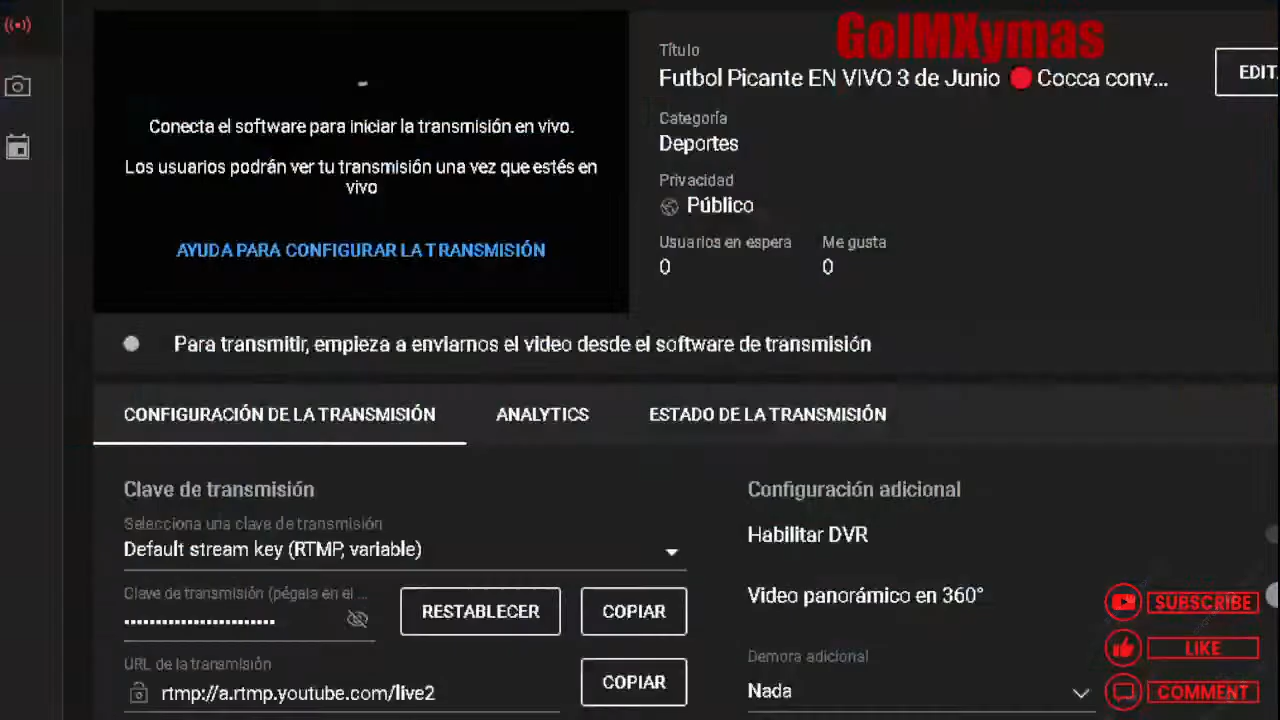 GolMXymas
Título
Futbol Picante EN VIVO 3 de Junio 🔴 Cocca conv...
EDIT
Categoría
Deportes
Privacidad
Público
Usuarios en espera
Me gusta
0
0
Conecta el software para iniciar la transmisión en vivo.
Los usuarios podrán ver tu transmisión una vez que estés en
vivo
AYUDA PARA CONFIGURAR LA TRANSMISIÓN
Para transmitir, empieza a enviarnos el video desde el software de transmisión
CONFIGURACIÓN DE LA TRANSMISIÓN
ANALYTICS
ESTADO DE LA TRANSMISIÓN
Clave de transmisión
Selecciona una clave de transmisión
Default stream key (RTMP, variable)
Clave de transmisión (pégala en el ...
RESTABLECER
COPIAR
URL de la transmisión
rtmp://a.rtmp.youtube.com/live2
COPIAR
Configuración adicional
Habilitar DVR
Video panorámico en 360°
Demora adicional
Nada
SUBSCRIBE
LIKE
COMMENT